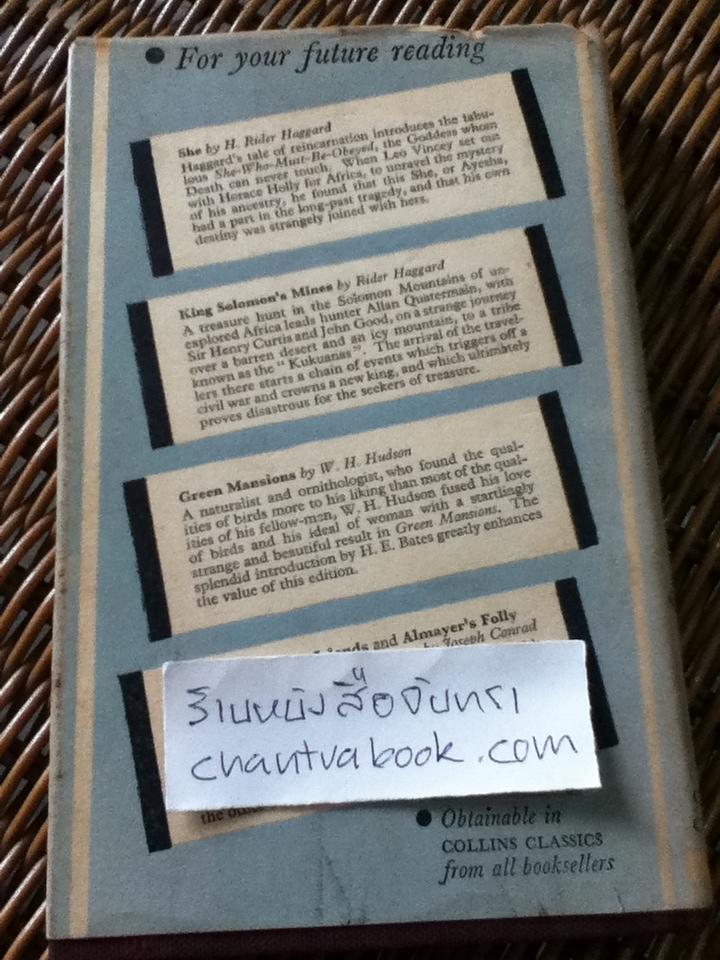 ● For your future reading
She by H. Rider Haggard
Haggard's tale of reincarnation introduces the fabu-
lous She-Who-Must-Be-Obeyed, the Goddess whom
Death can never touch. When Leo Vincey set out
with Horace Holly for Africa, to unravel the mystery
of his ancestry, he found that this She, or Ayesha,
had a part in the long-past tragedy, and that his own
destiny was strangely joined with hers.
King Solomon's Mines by Rider Haggard
A treasure hunt in the Solomon Mountains of un-
explored Africa leads hunter Allan Quatermain, with
Sir Henry Curtis and John Good, on a strange journey
over a barren desert and an icy mountain, to a tribe
known as the "Kukuanas". The arrival of the travel-
lers there starts a chain of events which triggers off a
civil war and crowns a new king, and which ultimately
proves disastrous for the seekers of treasure.
Green Mansions by W. H. Hudson
A naturalist and ornithologist, who found the qual-
ities of birds more to his liking than most of the qual-
ities of his fellow-men, W. H. Hudson fused his love
of birds and his ideal of woman with a startlingly
strange and beautiful result in Green Mansions. The
splendid introduction by H. E. Bates greatly enhances
the value of this edition.
and Almayer's Folly
by Joseph Conrad
ร้านหนังสือจันทรา
chantrabook.com
the
● Obtainable in
COLLINS CLASSICS
from all booksellers